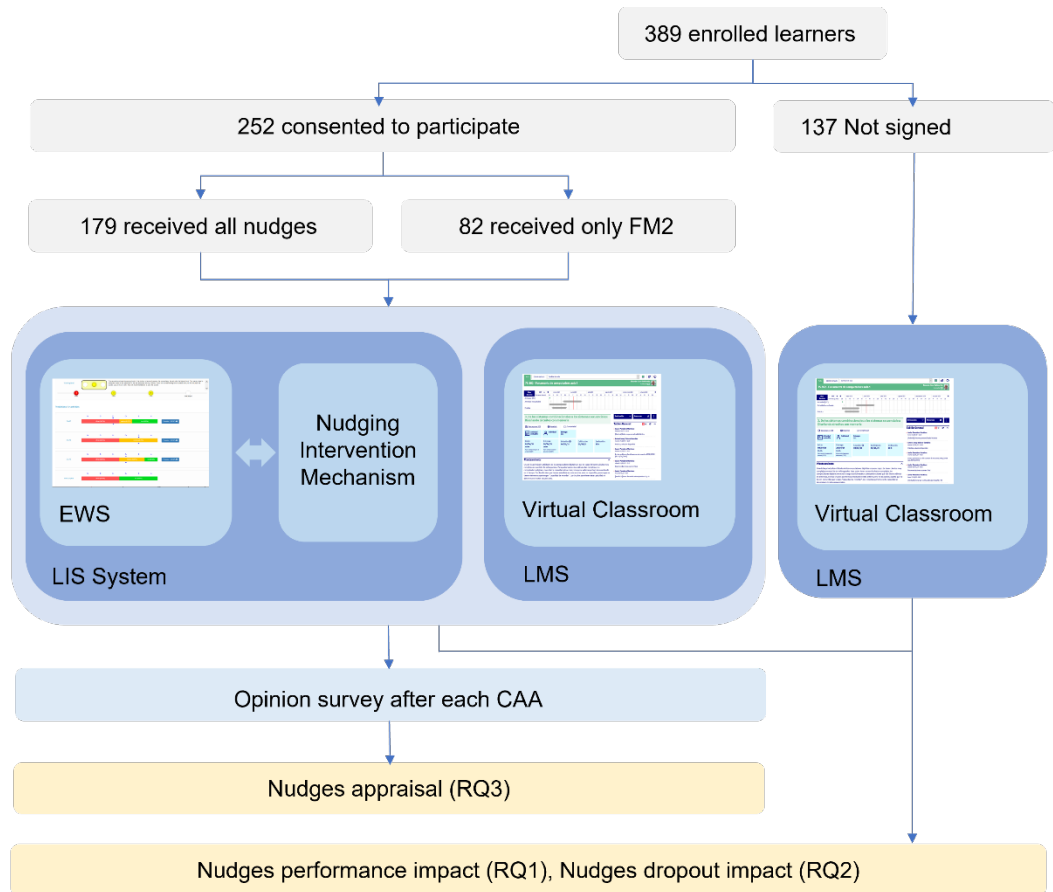 389 enrolled learners
252 consented to participate
137 Not signed
179 received all nudges
82 received only FM2
Nudging
Intervention
Mechanism
EWS
LIS System
Virtual Classroom
LMS
Virtual Classroom
LMS
Opinion survey after each CAA
Nudges appraisal (RQ3)
Nudges performance impact (RQ1), Nudges dropout impact (RQ2)